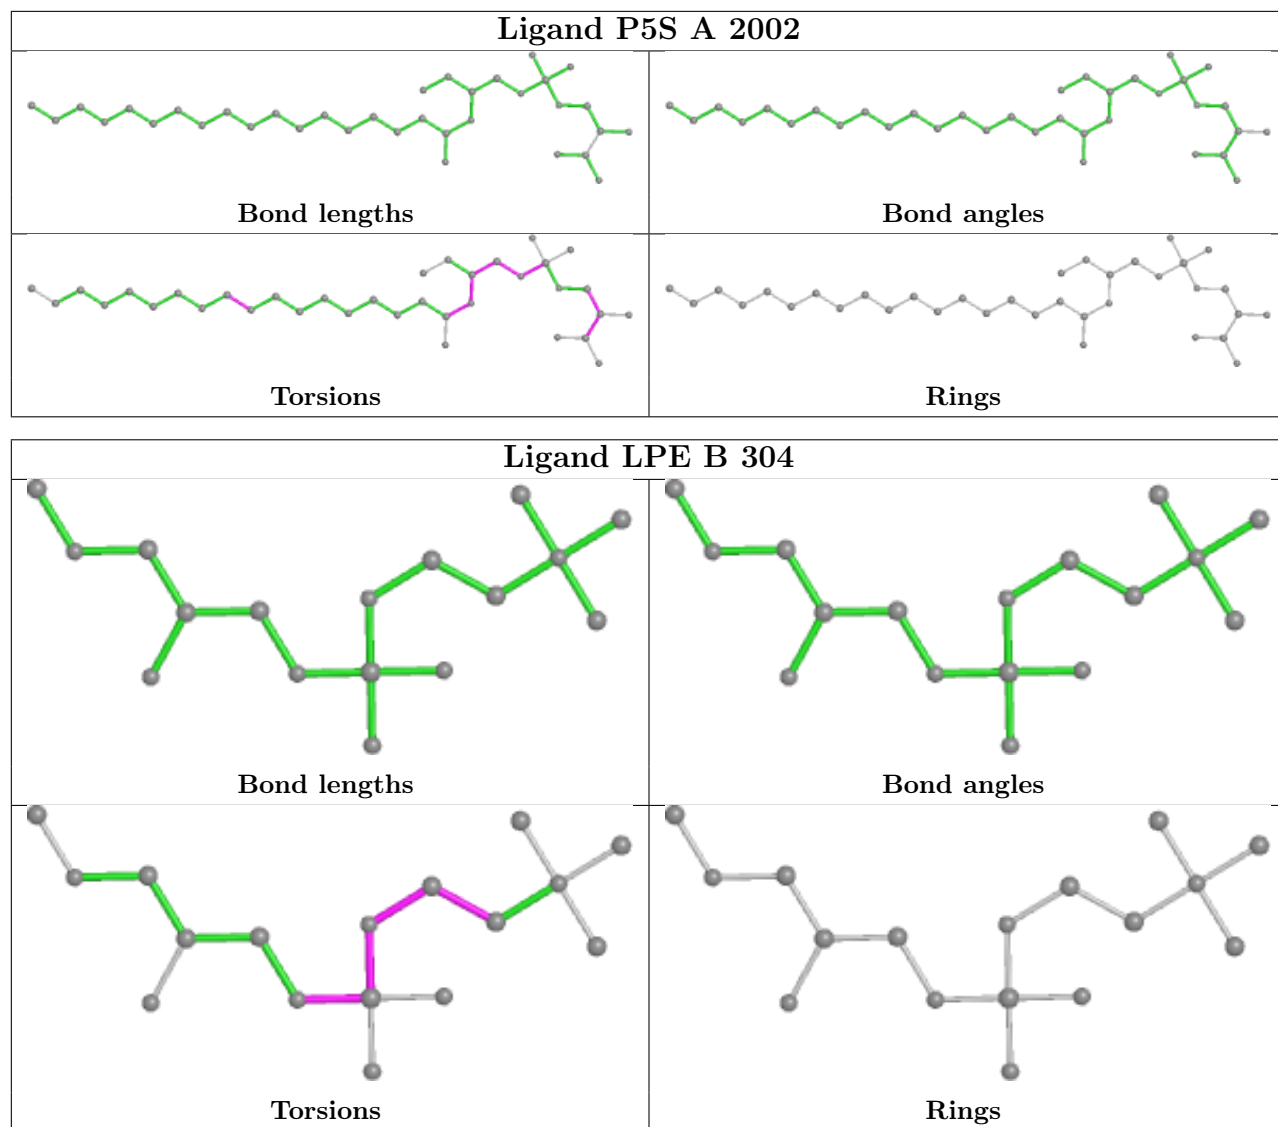 Ligand P5S A 2002
Bond lengths
Bond angles
Torsions
Rings
Ligand LPE B 304
Bond lengths
Bond angles
Torsions
Rings